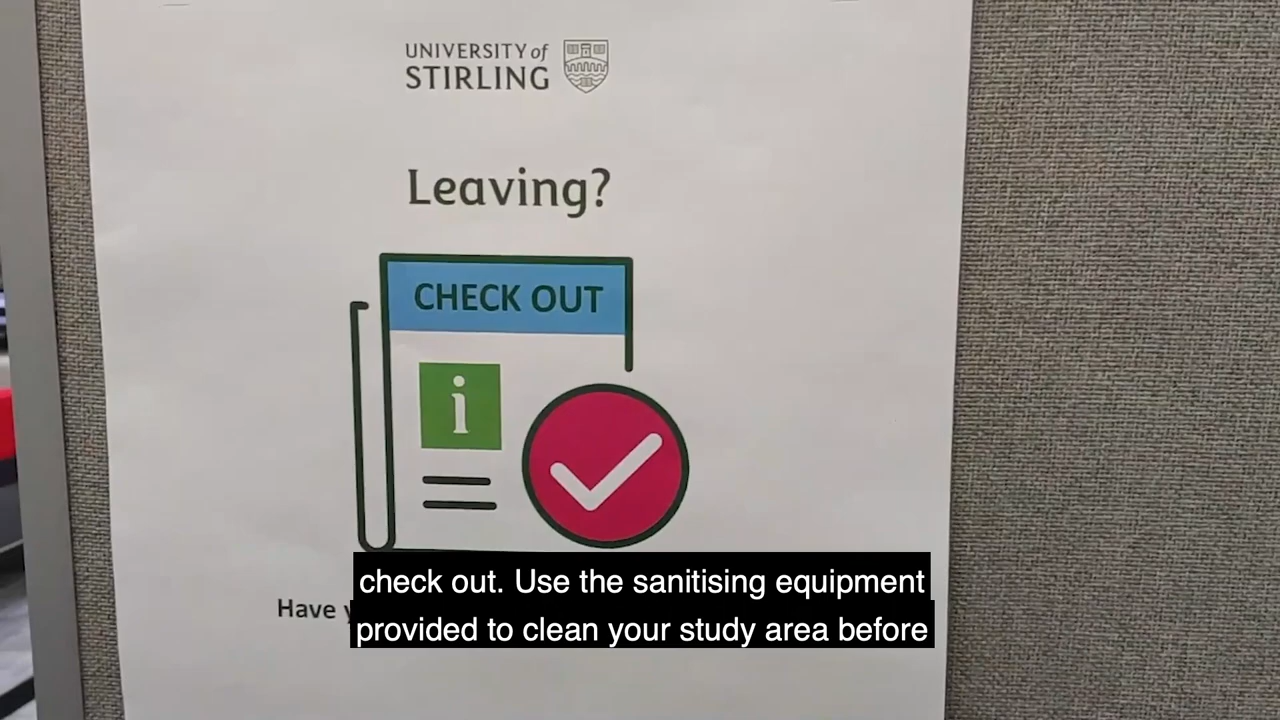 UNIVERSITY of
STIRLING
Leaving?
CHECK OUT
i
Have
check out. Use the sanitising equipment
provided to clean your study area before